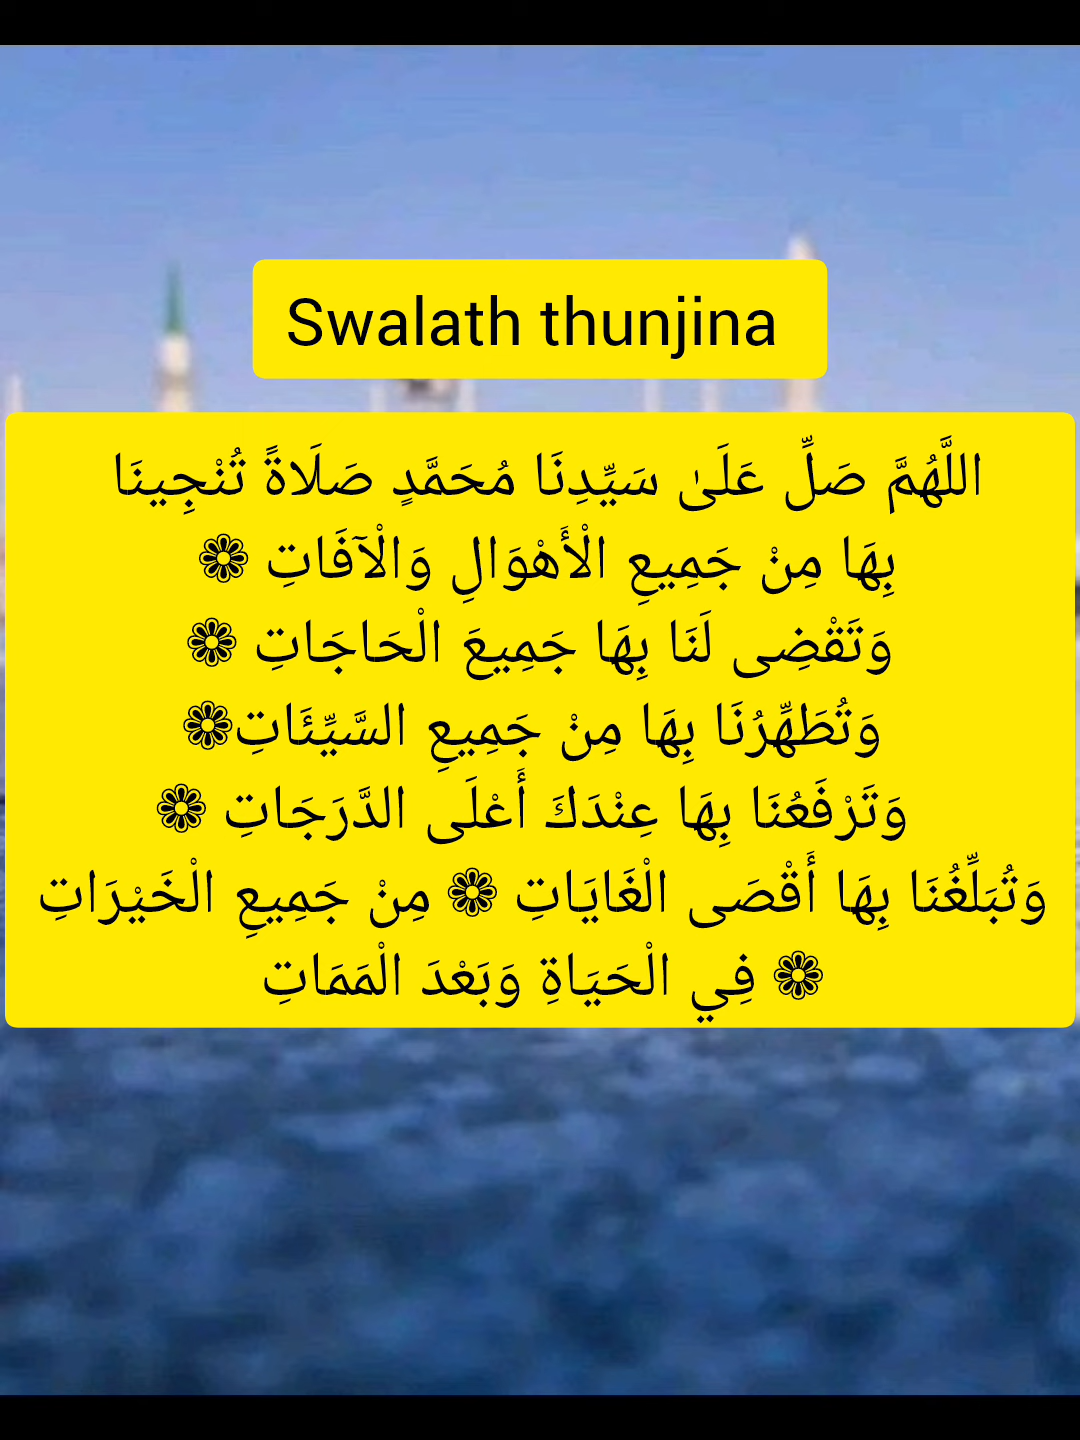 Swalath thunjina
اللَّهُمَّ صَلِّ عَلَىٰ سَيِّدِنَا مُحَمَّدٍ صَلَاةً تُنْجِينَا
بِهَا مِنْ جَمِيعِ الْأَهْوَالِ وَالْآفَاتِ ❁
وَتَقْضِى لَنَا بِهَا جَمِيعَ الْحَاجَاتِ ❁
وَتُطَهِّرُنَا بِهَا مِنْ جَمِيعِ السَّيِّئَاتِ❁
وَتَرْفَعُنَا بِهَا عِنْدَكَ أَعْلَى الدَّرَجَاتِ ❁
وَتُبَلِّغُنَا بِهَا أَقْصَى الْغَايَاتِ ❁ مِنْ جَمِيعِ الْخَيْرَاتِ
❁ فِي الْحَيَاةِ وَبَعْدَ الْمَمَاتِ